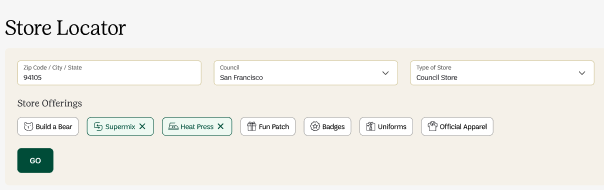 Store Locator
Zip Code / City / State
94105
Council
San Francisco
Type of Store
Council Store
Store Offerings
Build a Bear
Supermix
Heat Press
Fun Patch
Badges
Uniforms
Official Apparel
GO